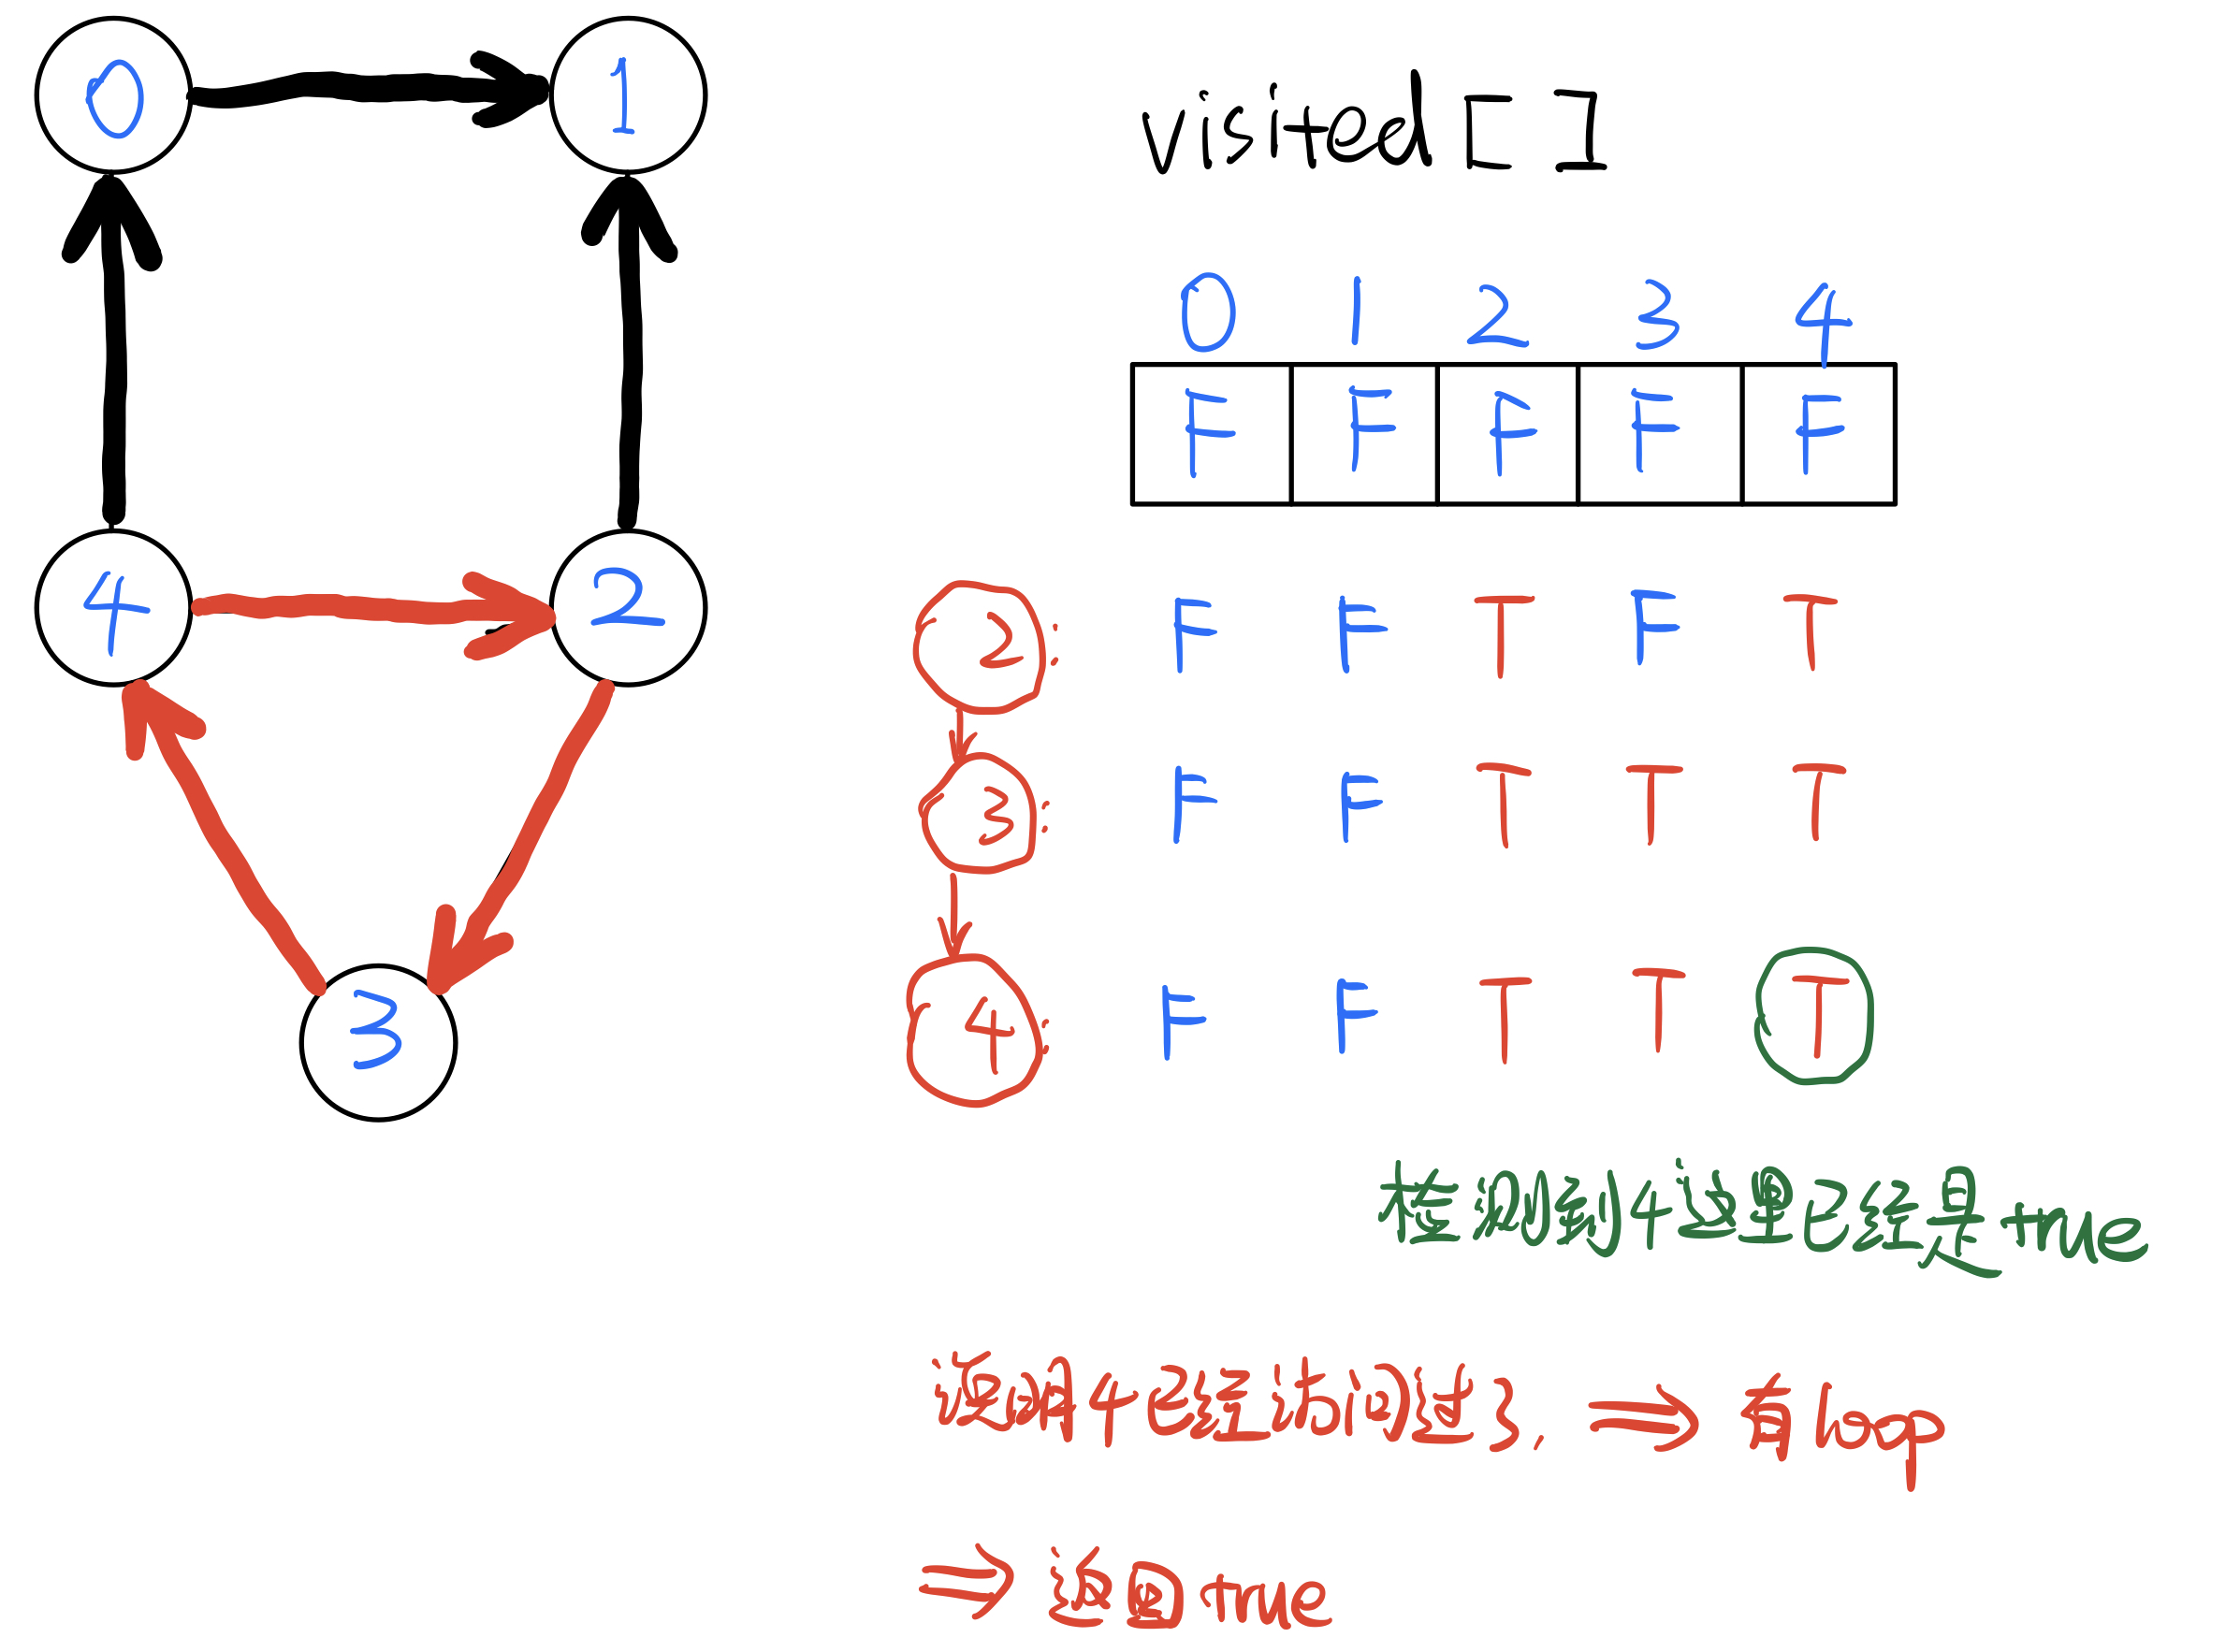 0 1
visited [ ]
0 1 2 3 4
F F F F F
4 2
2: F F T F T
3: F F T T T
4: F F T T T
3
检测到4这里已经是true
说明4已经访问过了, ⇒ 有loop
⇒ 返回true